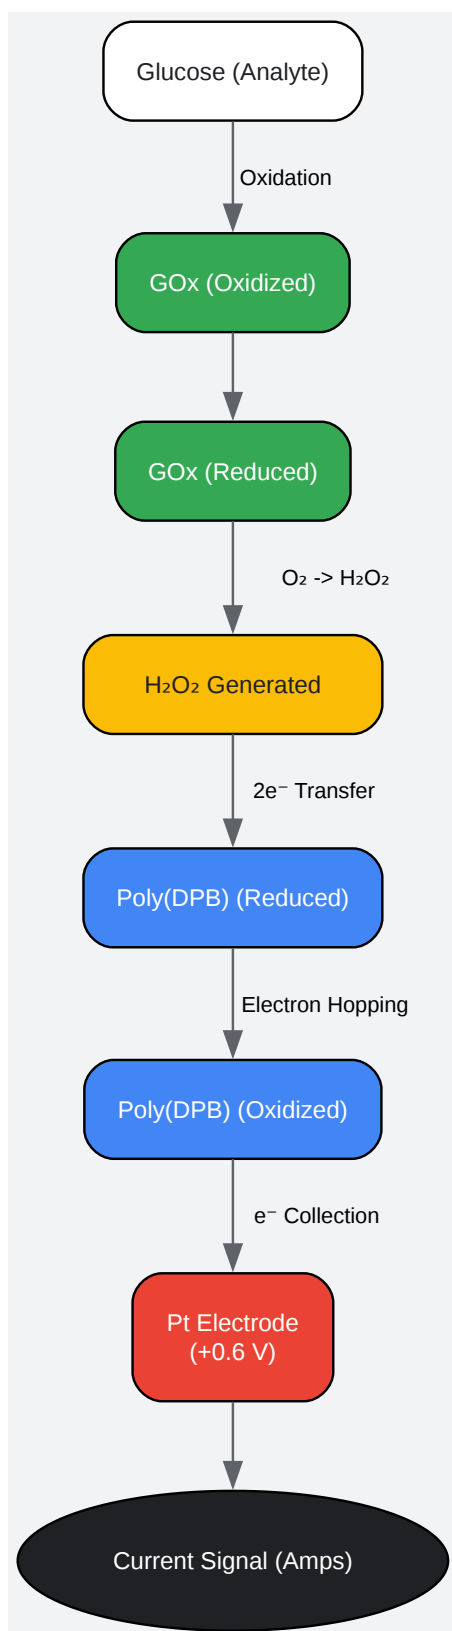 Glucose (Analyte)
Oxidation
GOx (Oxidized)
GOx (Reduced)
O₂ -> H₂O₂
H₂O₂ Generated
2e⁻ Transfer
Poly(DPB) (Reduced)
Electron Hopping
Poly(DPB) (Oxidized)
e⁻ Collection
Pt Electrode
(+0.6 V)
Current Signal (Amps)